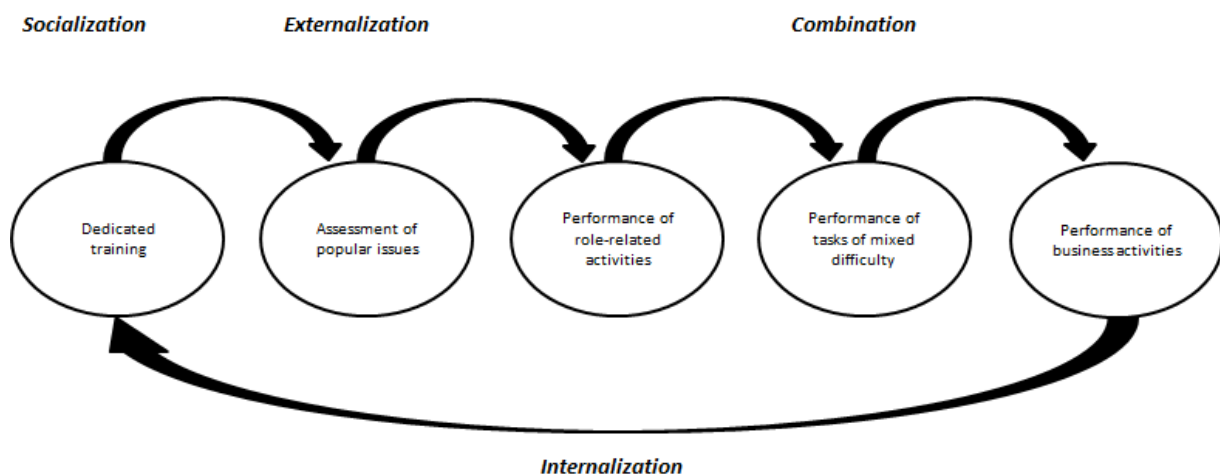 Socialization
Externalization
Combination
Dedicated
training
Assessment of
popular issues
Performance of
role-related
activities
Performance of
tasks of mixed
difficulty
Performance of
business activities
Internalization